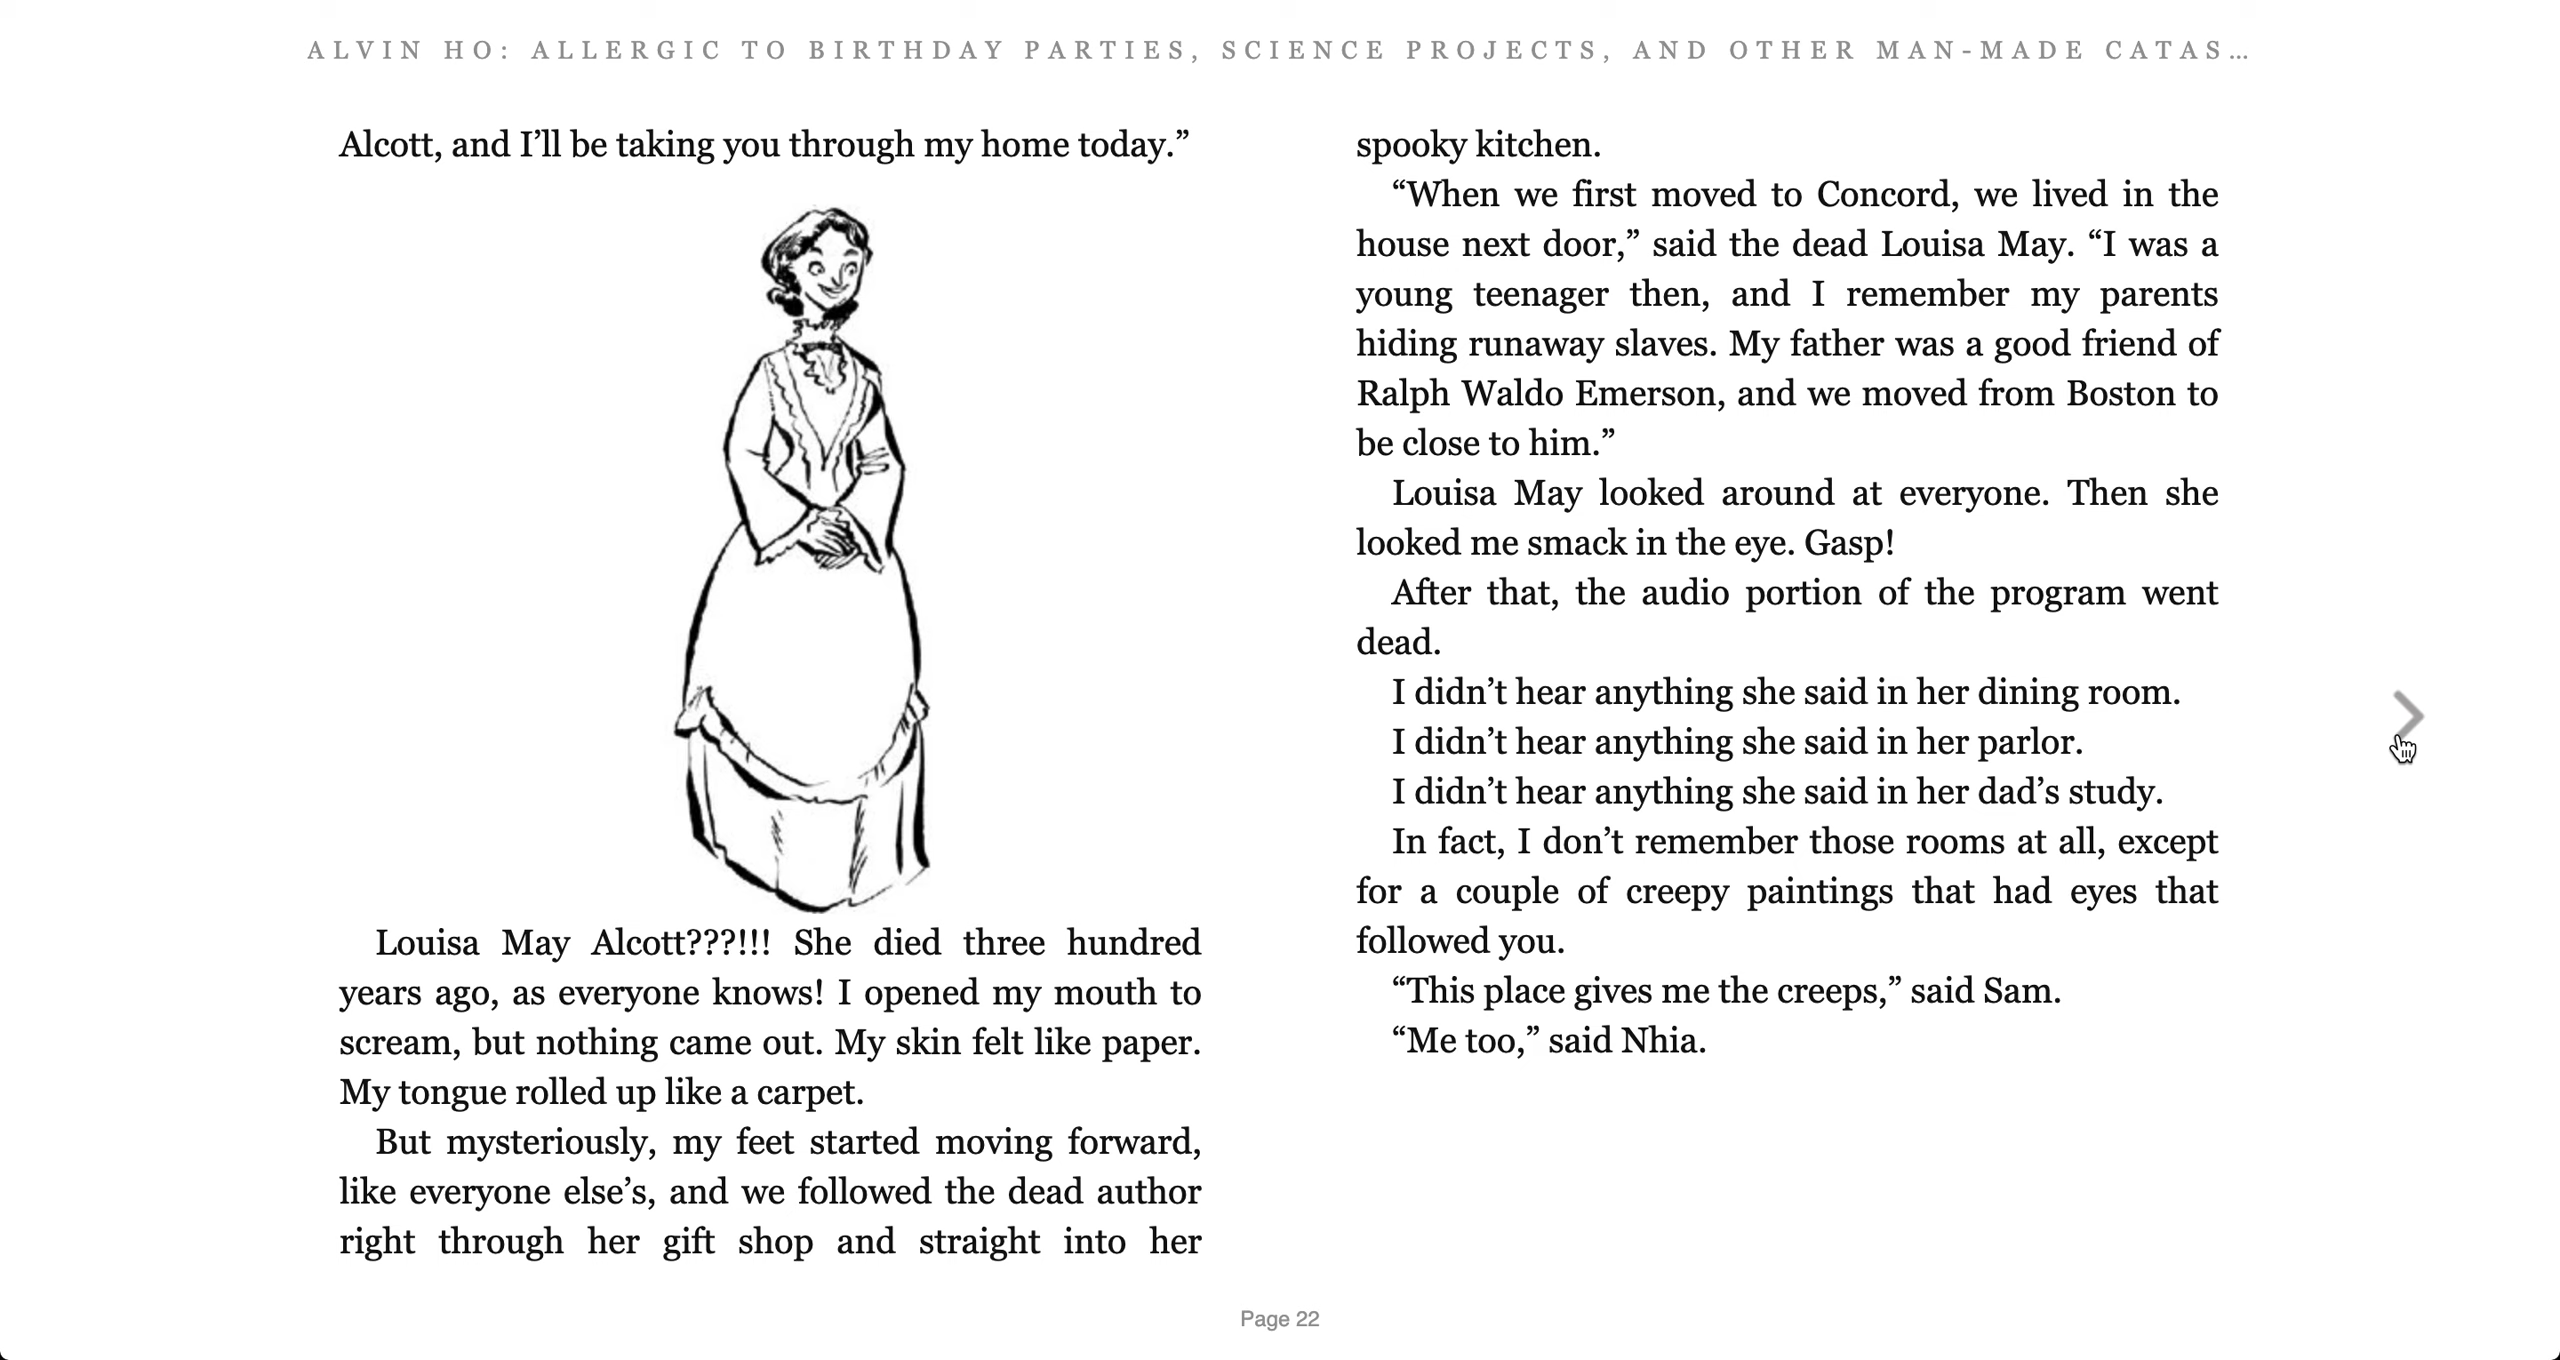 ALVIN HO: ALLERGIC TO BIRTHDAY PARTIES, SCIENCE PROJECTS, AND OTHER MAN-MADE CATAS…
Alcott, and I’ll be taking you through my home today.”
Louisa May Alcott???!!! She died three hundred
years ago, as everyone knows! I opened my mouth to
scream, but nothing came out. My skin felt like paper.
My tongue rolled up like a carpet.
But mysteriously, my feet started moving forward,
like everyone else’s, and we followed the dead author
right through her gift shop and straight into her
spooky kitchen.
“When we first moved to Concord, we lived in the
house next door,” said the dead Louisa May. “I was a
young teenager then, and I remember my parents
hiding runaway slaves. My father was a good friend of
Ralph Waldo Emerson, and we moved from Boston to
be close to him.”
Louisa May looked around at everyone. Then she
looked me smack in the eye. Gasp!
After that, the audio portion of the program went
dead.
I didn’t hear anything she said in her dining room.
I didn’t hear anything she said in her parlor.
I didn’t hear anything she said in her dad’s study.
In fact, I don’t remember those rooms at all, except
for a couple of creepy paintings that had eyes that
followed you.
“This place gives me the creeps,” said Sam.
“Me too,” said Nhia.
Page 22